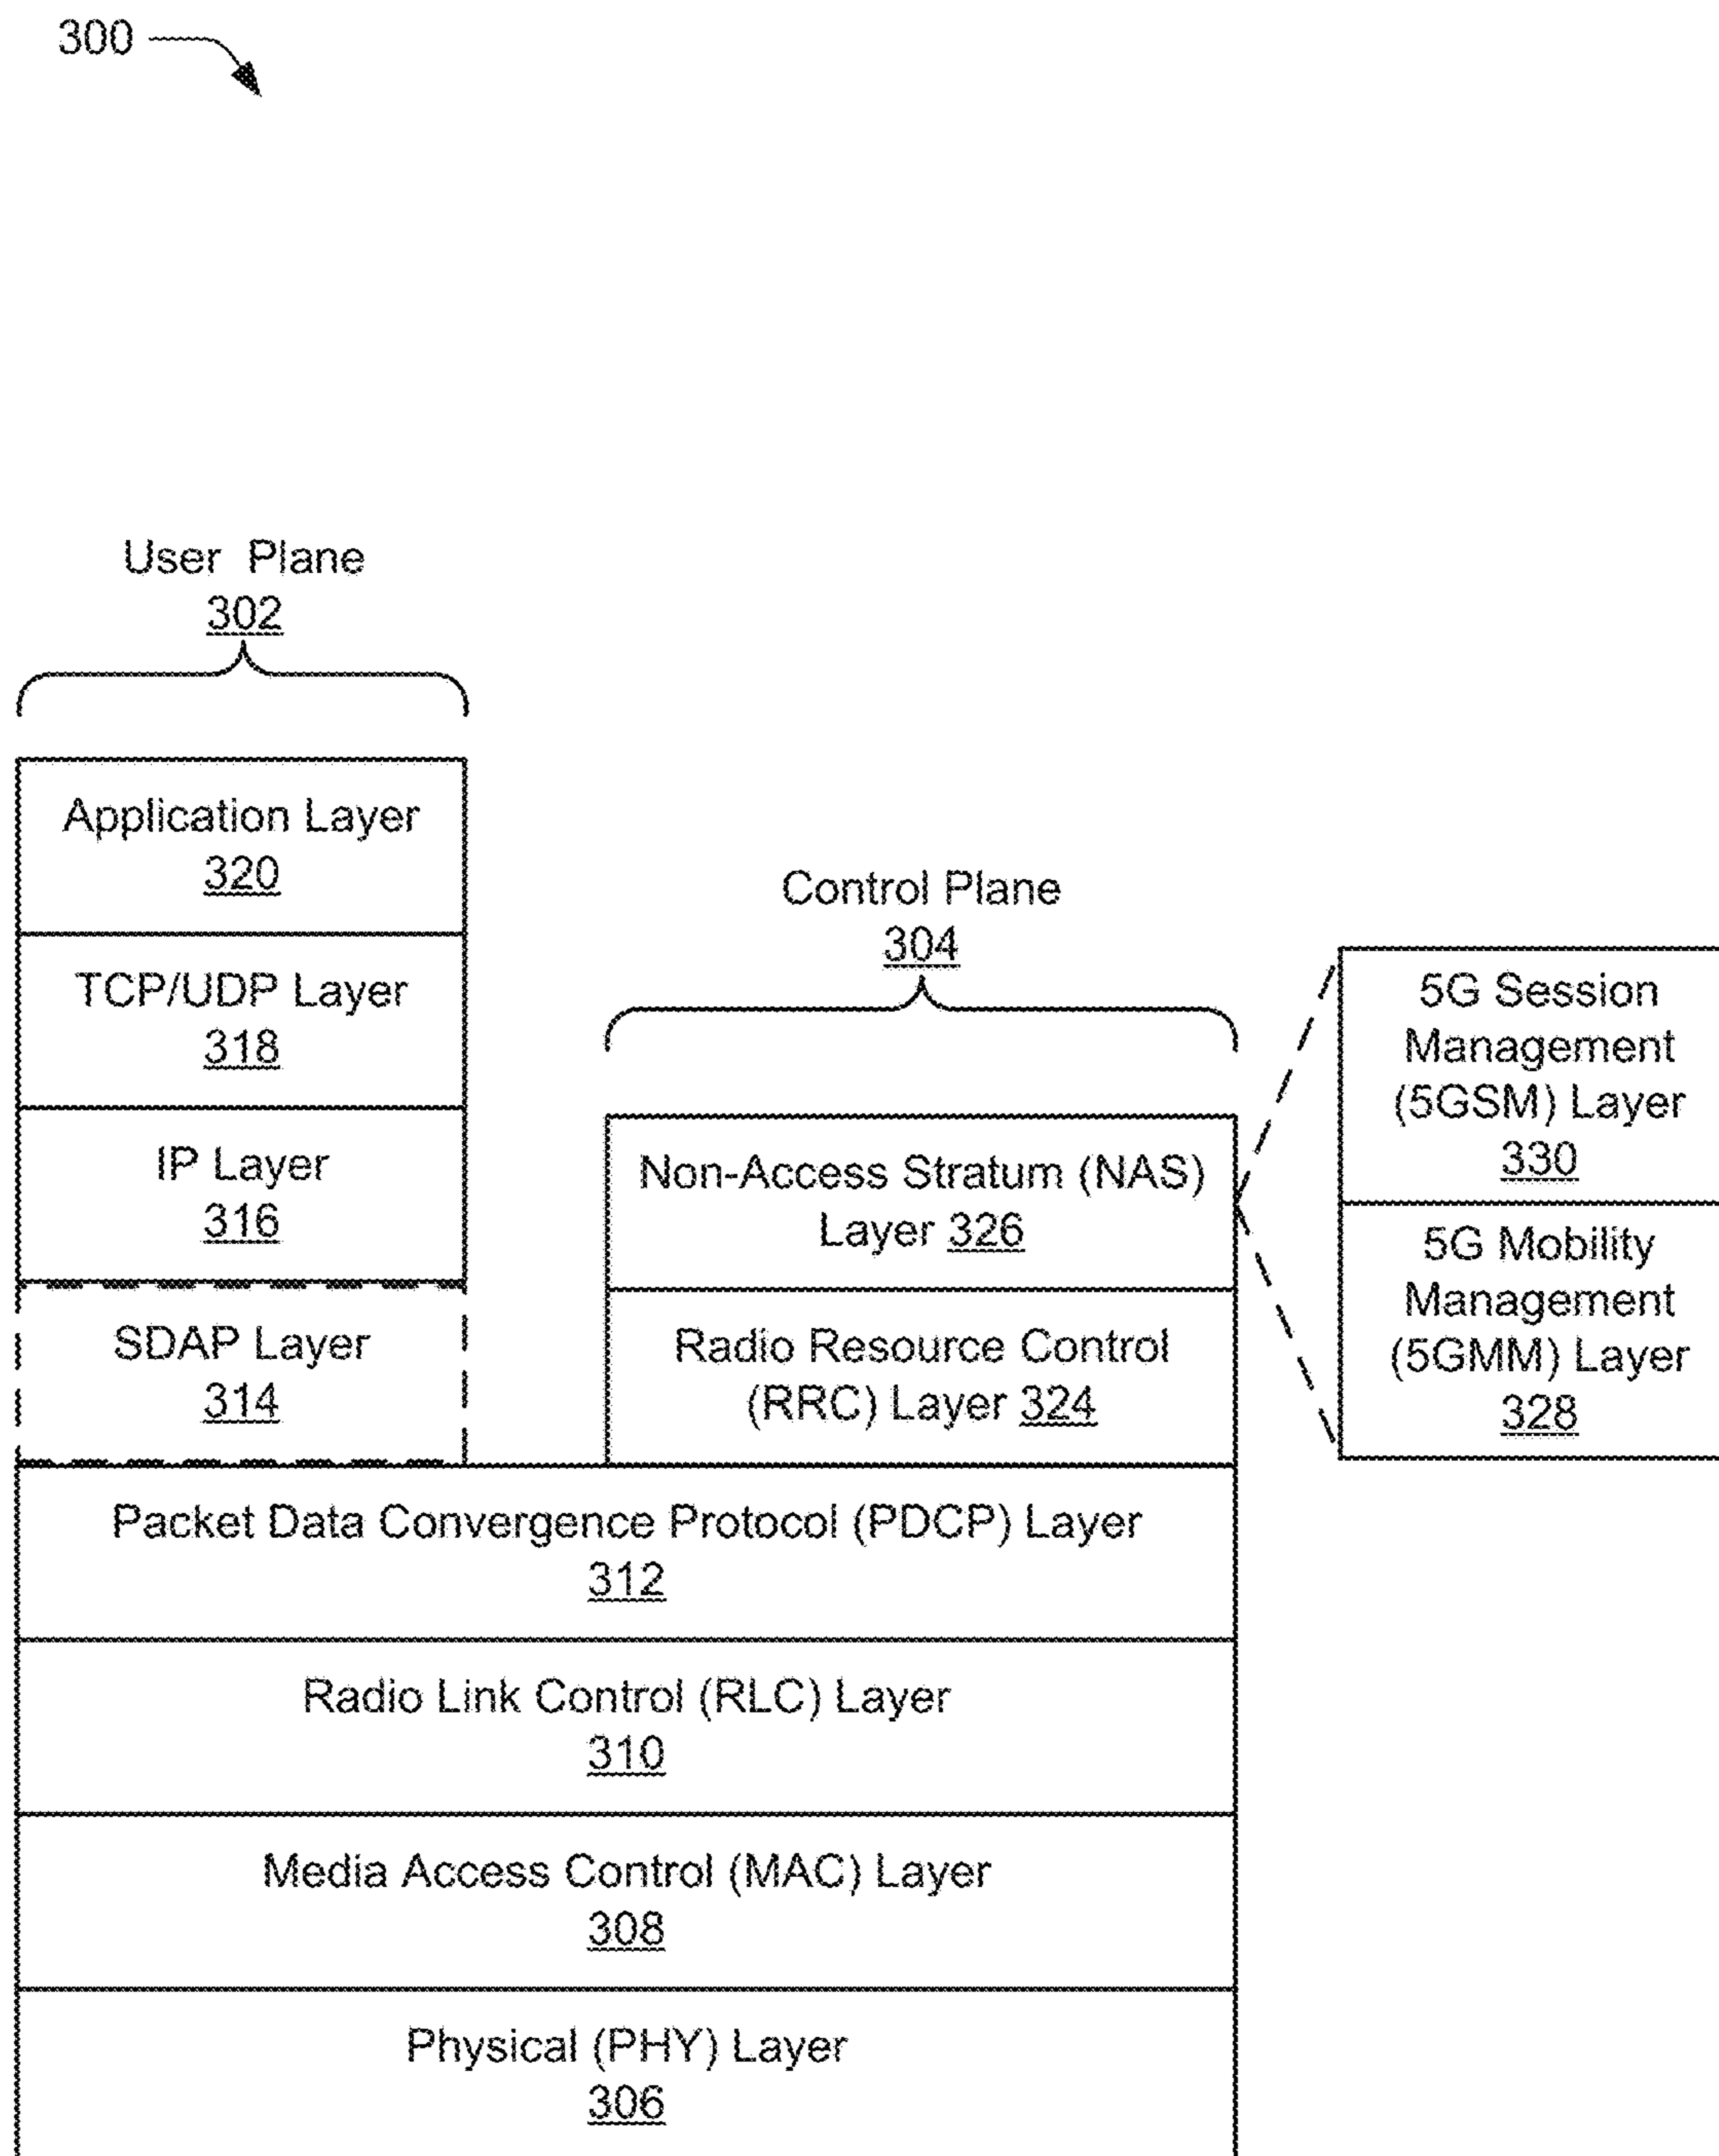 300
User Plane
302
Application Layer
320
TCP/UDP Layer
318
IP Layer
316
SDAP Layer
314
Control Plane
304
Non-Access Stratum (NAS)
Layer 326
Radio Resource Control
(RRC) Layer 324
5G Session
Management
(5GSM) Layer
330
5G Mobility
Management
(5GMM) Layer
328
Packet Data Convergence Protocol (PDCP) Layer
312
Radio Link Control (RLC) Layer
310
Media Access Control (MAC) Layer
308
Physical (PHY) Layer
306